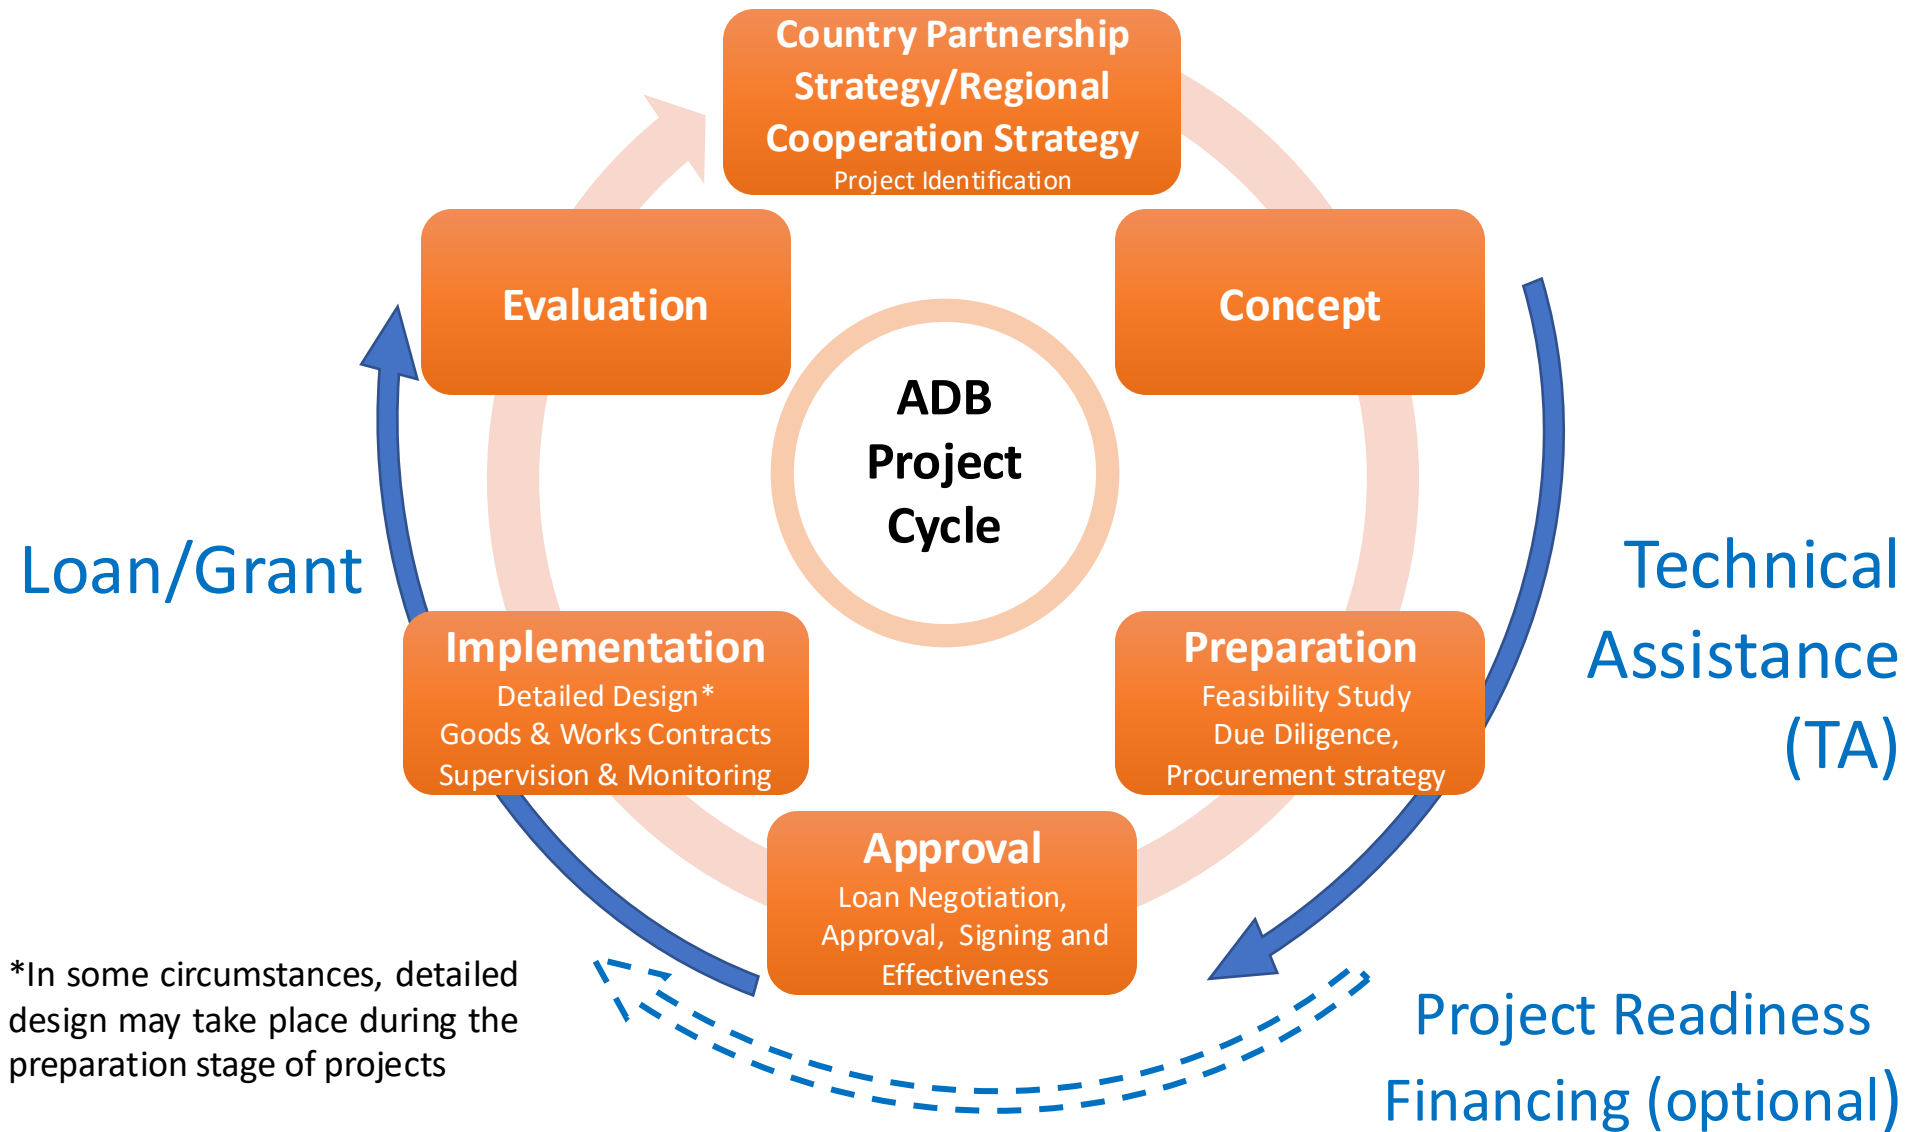 Country Partnership
Strategy/Regional
Cooperation Strategy
Project Identification
Evaluation
Concept
ADB
Project
Cycle
Loan/Grant
Technical
Assistance
(TA)
Implementation
Detailed Design*
Goods & Works Contracts
Supervision & Monitoring
Preparation
Feasibility Study
Due Diligence,
Procurement strategy
Approval
Loan Negotiation,
Approval, Signing and
Effectiveness
*In some circumstances, detailed
design may take place during the
preparation stage of projects
Project Readiness
Financing (optional)